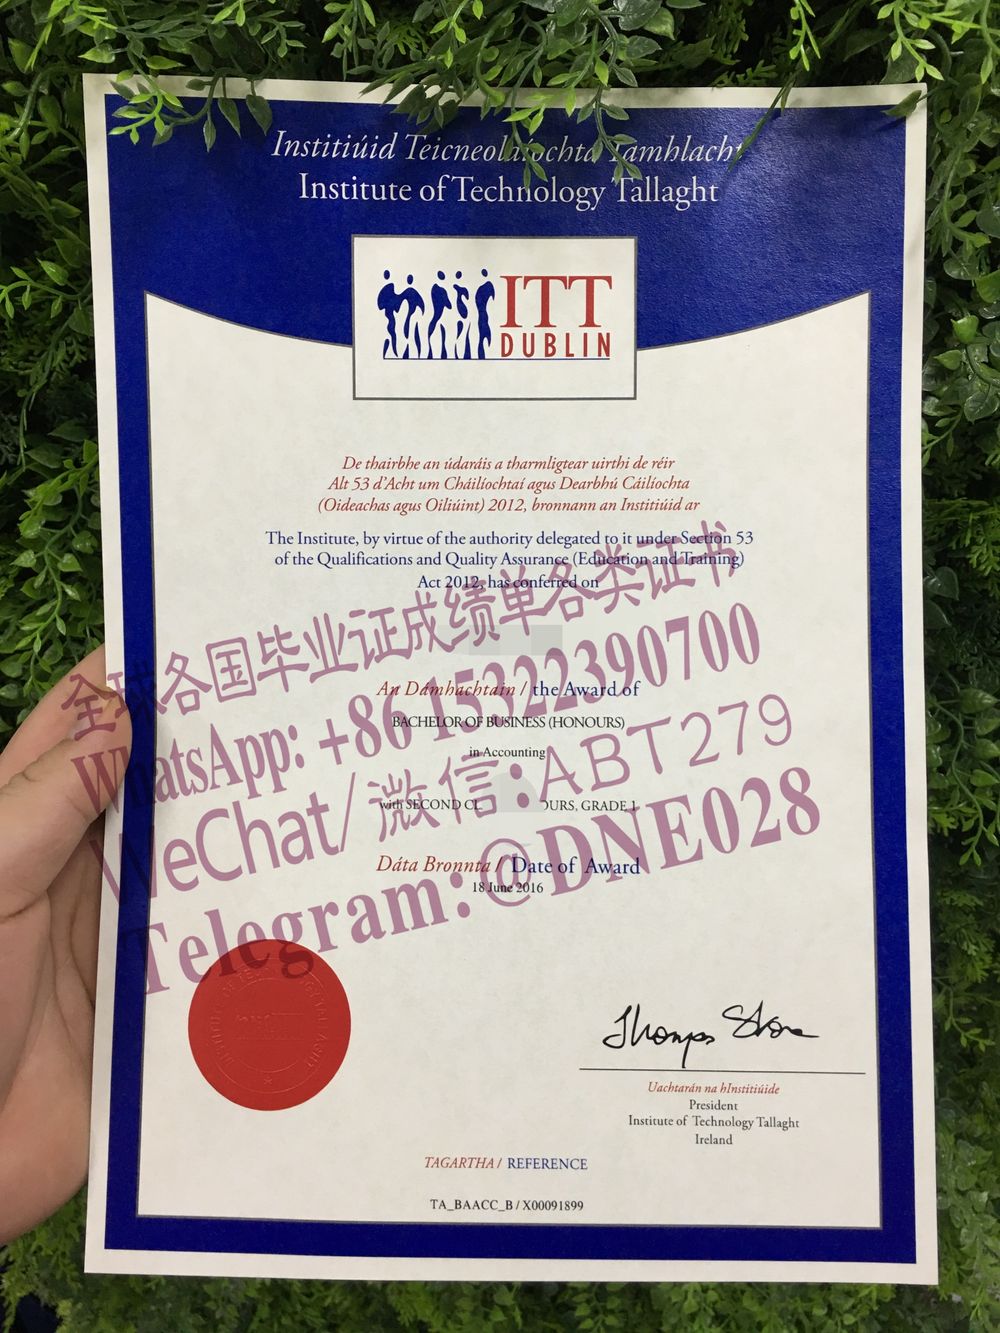 Institiúid Teicneolaíochta Tamhlacht
Institute of Technology Tallaght
ITT
DUBLIN
De thairbhe an údaráis a tharmligtear uirthi de réir
Alt 53 d'Acht um Cháilíochtaí agus Dearbhú Cáilíochta
(Oideachas agus Oiliúint) 2012, bronnann an Institiúid ar
The Institute, by virtue of the authority delegated to it under Section 53
of the Qualifications and Quality Assurance (Education and Training)
Act 2012, has conferred on
全球各国毕业证成绩单各类证书
WhatsApp: +86 15322390700
An Dámhachtain / the Award of
BACHELOR OF BUSINESS (HONOURS)
in Accounting
WeChat/微信:ABT279
with SECOND CL OURS, GRADE 1
Telegram:@DNE028
Dáta Bronnta / Date of Award
18 June 2016
Uachtarán na hInstitiúide
President
Institute of Technology Tallaght
Ireland
TAGARTHA / REFERENCE
TA_BAACC_B / X00091899